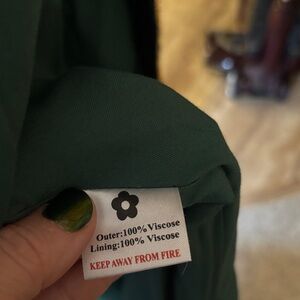 Outer:100% Viscose
Lining:100% Viscose
KEEP AWAY FROM FIRE